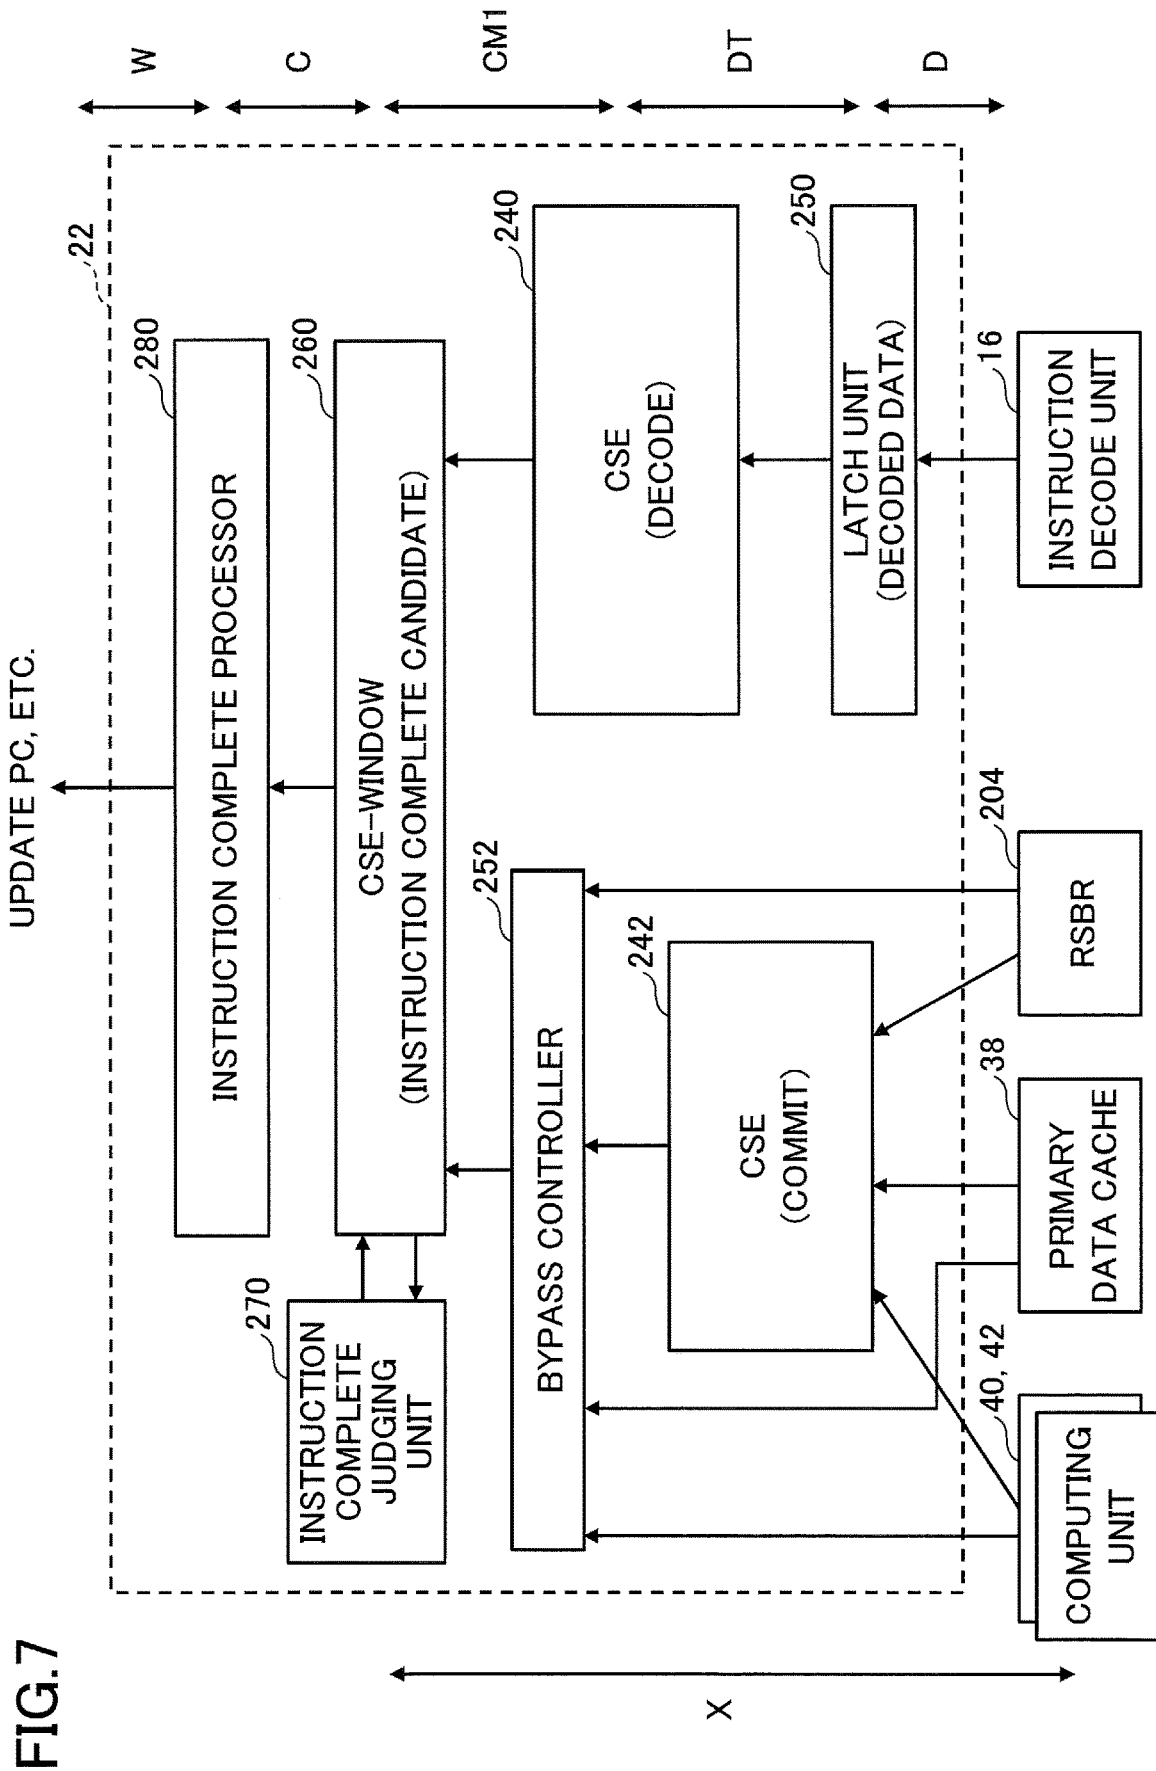 FIG.7
UPDATE PC, ETC.
22
W
280
INSTRUCTION COMPLETE PROCESSOR
C
270
INSTRUCTION
COMPLETE
JUDGING
UNIT
260
CSE-WINDOW
(INSTRUCTION COMPLETE CANDIDATE)
CM1
252
BYPASS CONTROLLER
240
CSE
(DECODE)
X
242
CSE
(COMMIT)
DT
250
LATCH UNIT
(DECODED DATA)
D
40, 42
COMPUTING
UNIT
38
PRIMARY
DATA CACHE
204
RSBR
16
INSTRUCTION
DECODE UNIT